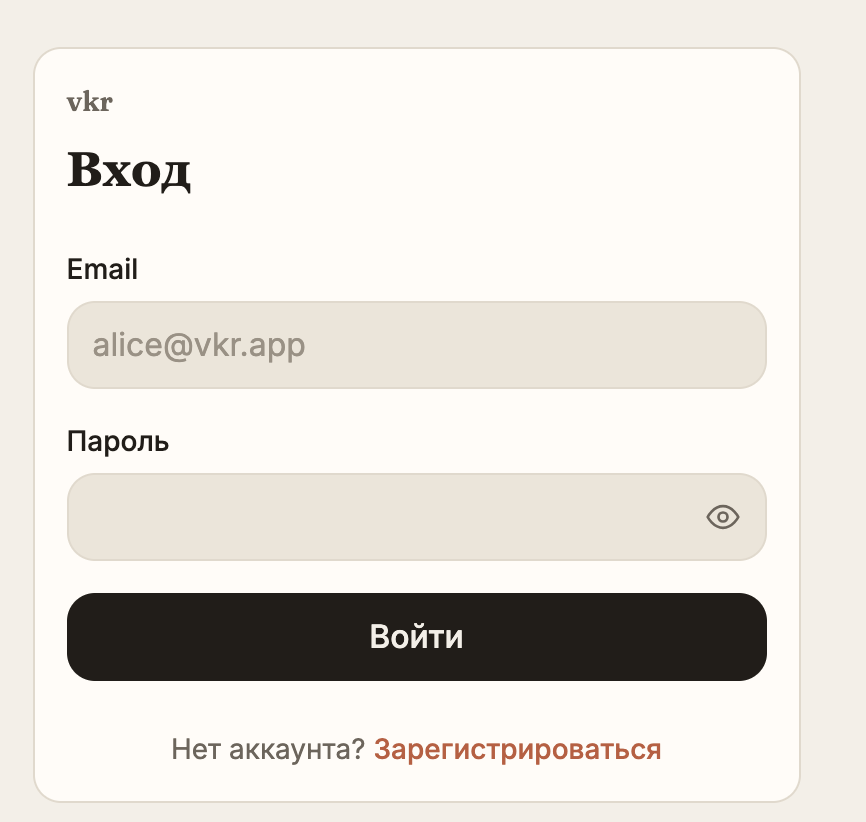 vkr
Вход
Email
alice@vkr.app
Пароль
Войти
Нет аккаунта? Зарегистрироваться